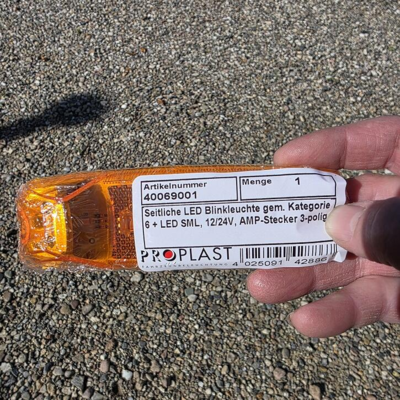 Artikelnummer
40069001
Menge 1
Seitliche LED Blinkleuchte gem. Kategorie
6 + LED SML, 12/24V, AMP-Stecker 3-polig
PROPLAST
4 025091